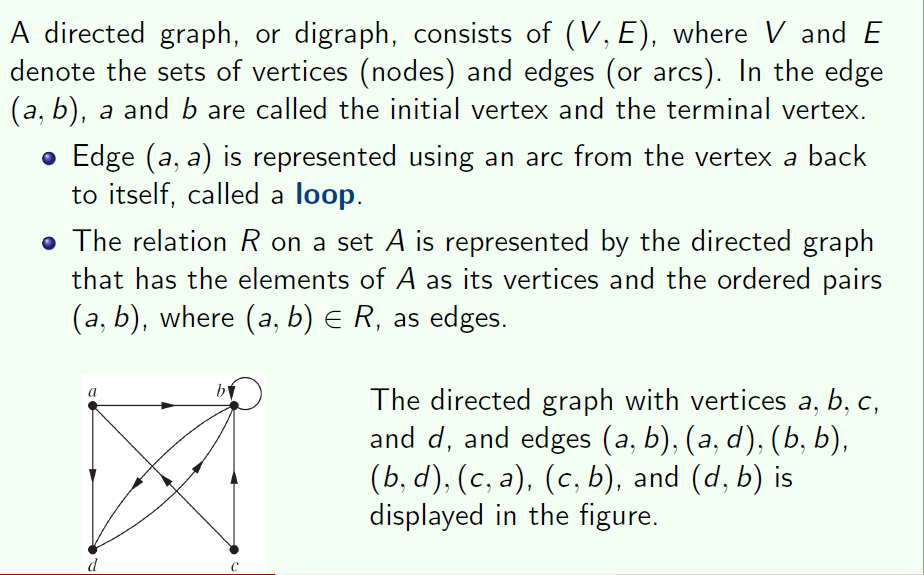 A directed graph, or digraph, consists of (V, E), where V and E
denote the sets of vertices (nodes) and edges (or arcs). In the edge
(a, b), a and b are called the initial vertex and the terminal vertex.
Edge (a, a) is represented using an arc from the vertex a back
to itself, called a loop.
The relation R on a set A is represented by the directed graph
that has the elements of A as its vertices and the ordered pairs
(a, b), where (a, b) ∈ R, as edges.
a
b
d
c
The directed graph with vertices a, b, c,
and d, and edges (a, b), (a, d), (b, b),
(b, d), (c, a), (c, b), and (d, b) is
displayed in the figure.